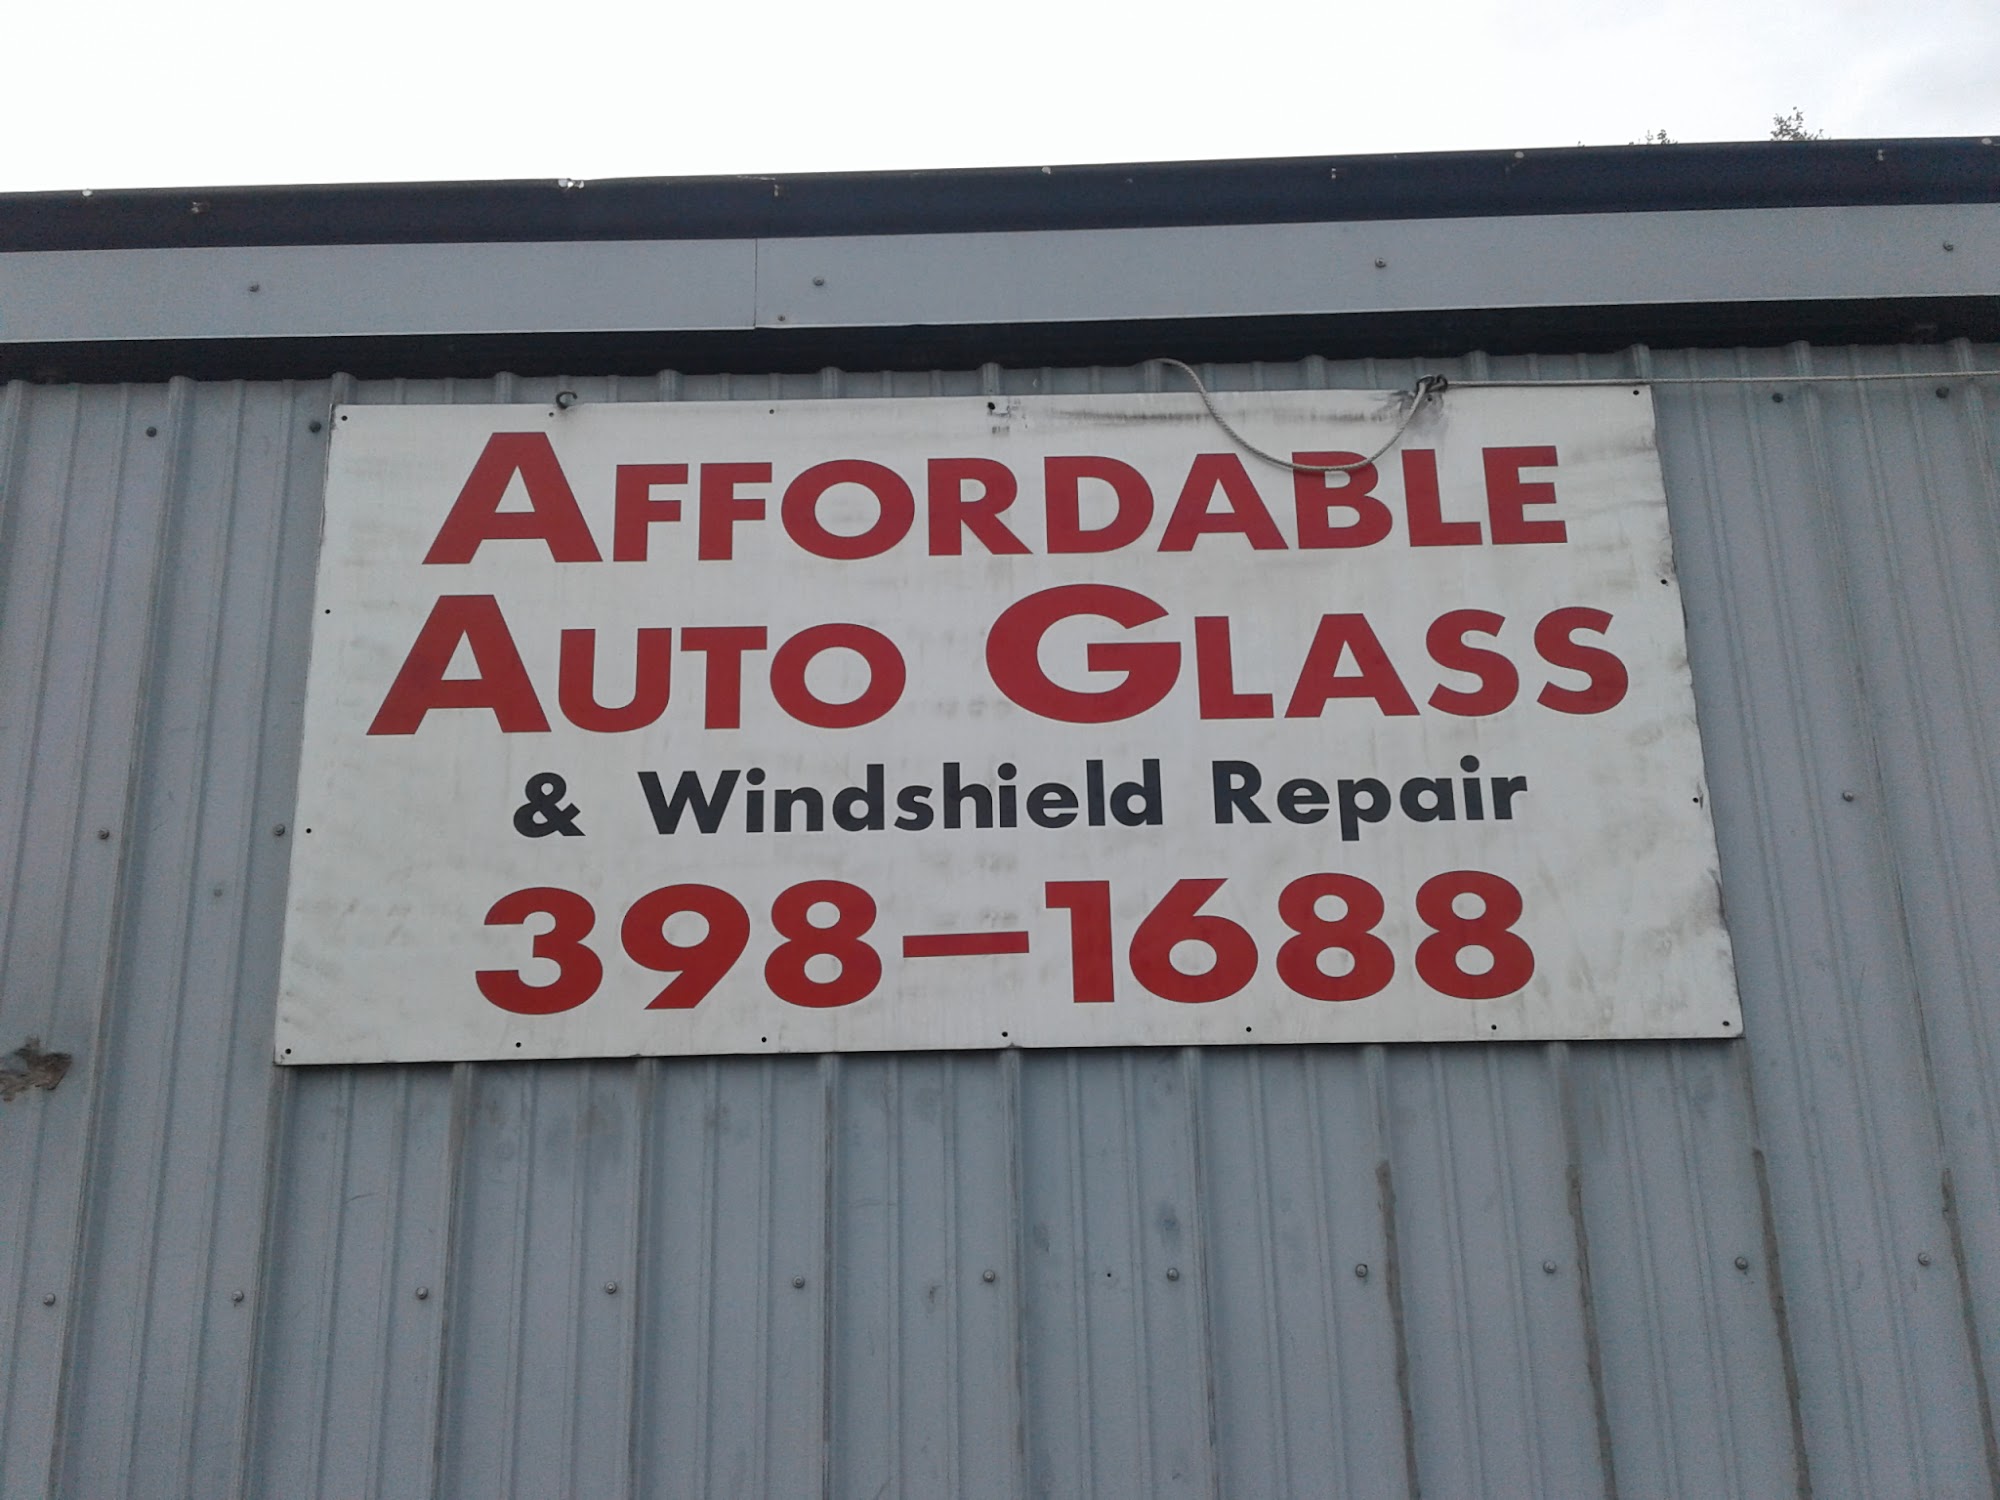 AFFORDABLE
AUTO GLASS
& Windshield Repair
398-1688